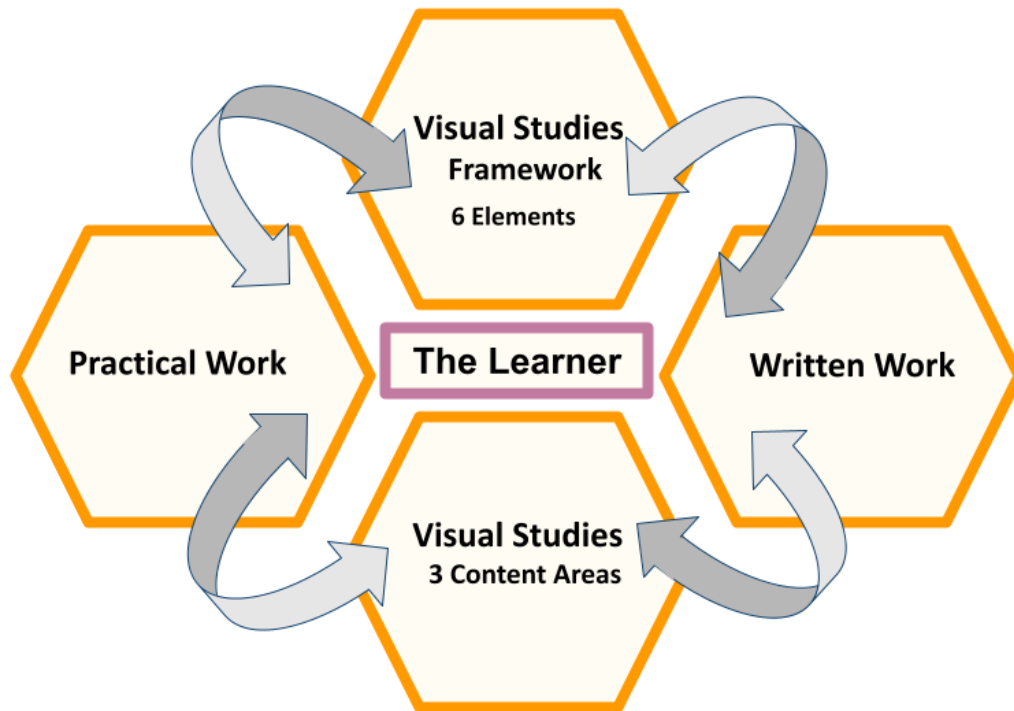 Visual Studies
Framework
6 Elements
Practical Work
The Learner
Written Work
Visual Studies
3 Content Areas